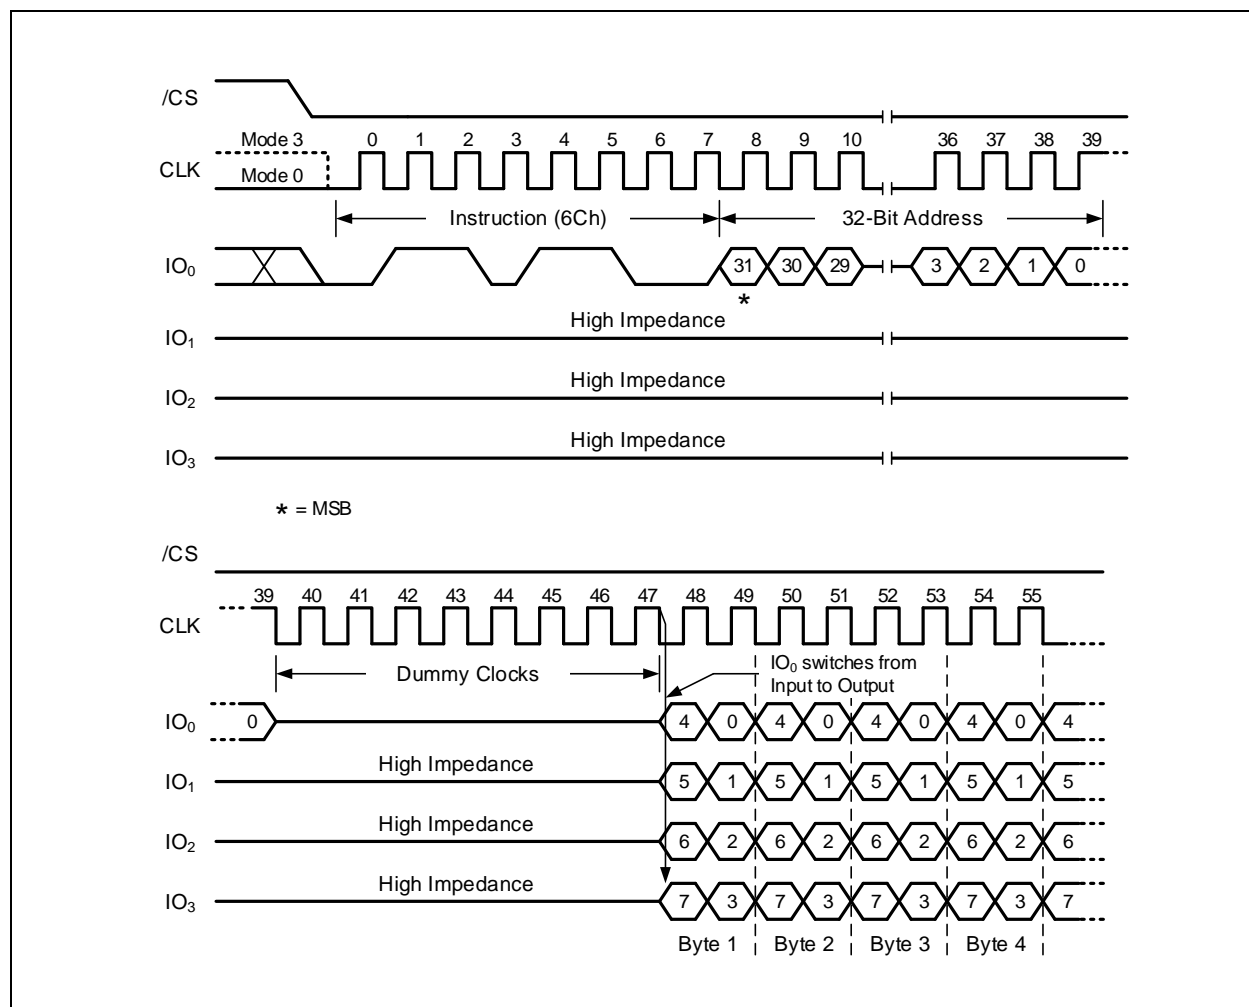 /CS
Mode 3 0 1 2 3 4 5 6 7 8 9 10 36 37 38 39
CLK
Mode 0
Instruction (6Ch) 32-Bit Address
IO0 31 30 29 3 2 1 0
*
High Impedance
IO1
High Impedance
IO2
High Impedance
IO3
* = MSB
/CS
39 40 41 42 43 44 45 46 47 48 49 50 51 52 53 54 55
CLK
Dummy Clocks
IO0 switches from
Input to Output
IO0 0 4 0 4 0 4 0 4 0 4
High Impedance
IO1 5 1 5 1 5 1 5 1 5
High Impedance
IO2 6 2 6 2 6 2 6 2 6
High Impedance
IO3 7 3 7 3 7 3 7 3 7
Byte 1 Byte 2 Byte 3 Byte 4